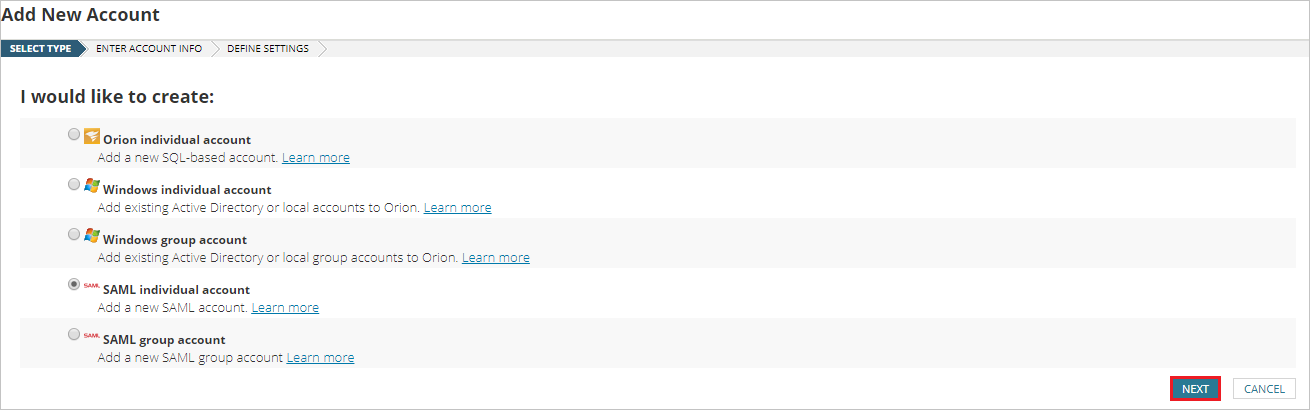 Add New Account
SELECT TYPE ENTER ACCOUNT INFO DEFINE SETTINGS
I would like to create:
Orion individual account
Add a new SQL-based account. Learn more
Windows individual account
Add existing Active Directory or local accounts to Orion. Learn more
Windows group account
Add existing Active Directory or local group accounts to Orion. Learn more
SAML SAML individual account
Add a new SAML account. Learn more
SAML SAML group account
Add a new SAML group account Learn more
NEXT CANCEL